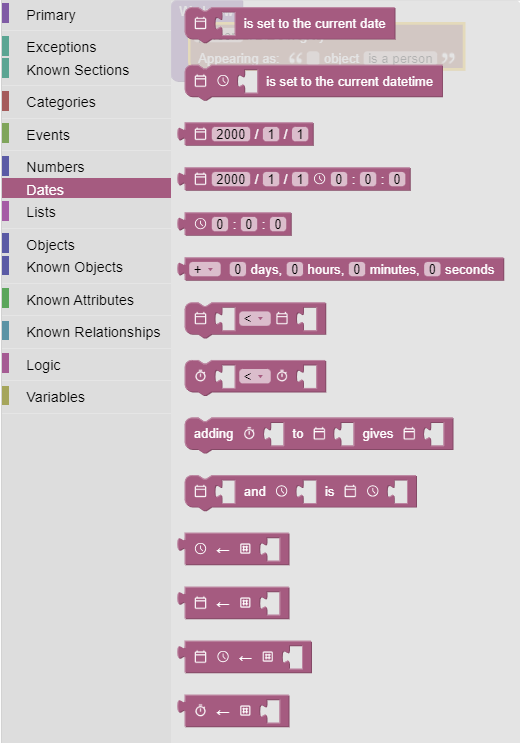 Primary
Exceptions
Known Sections
Categories
Events
Numbers
Dates
Lists
Objects
Known Objects
Known Attributes
Known Relationships
Logic
Variables
is set to the current date
Appearing as: “ object is a person ”
is set to the current datetime
2000 / 1 / 1
2000 / 1 / 1 0 : 0 : 0
0 : 0 : 0
+ 0 days, 0 hours, 0 minutes, 0 seconds
<
<
adding to gives
and is
←
←
←
←